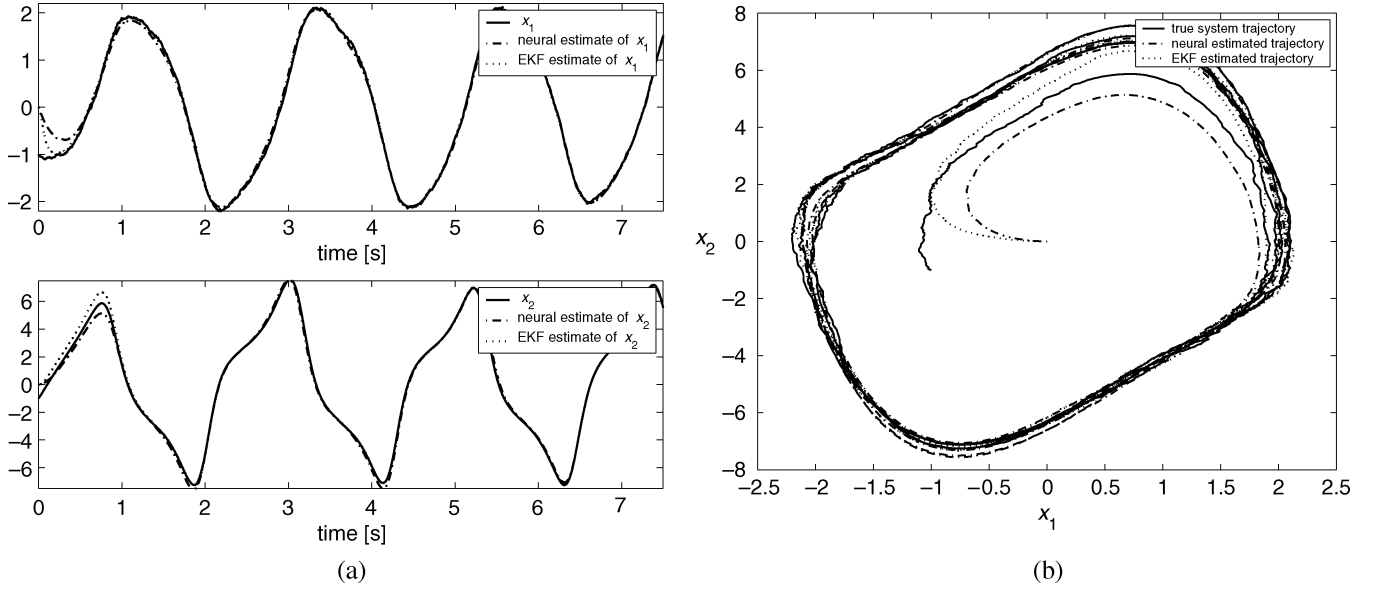 2
1
0
−1
−2
0 1 2 3 4 5 6 7
time [s]
x1
neural estimate of x1
EKF estimate of x1
6
4
2
0
−2
−4
−6
0 1 2 3 4 5 6 7
time [s]
x2
neural estimate of x2
EKF estimate of x2
(a)
8
6
4
2
0
−2
−4
−6
−8
x2
−2.5 −2 −1.5 −1 −0.5 0 0.5 1 1.5 2 2.5
x1
true system trajectory
neural estimated trajectory
EKF estimated trajectory
(b)